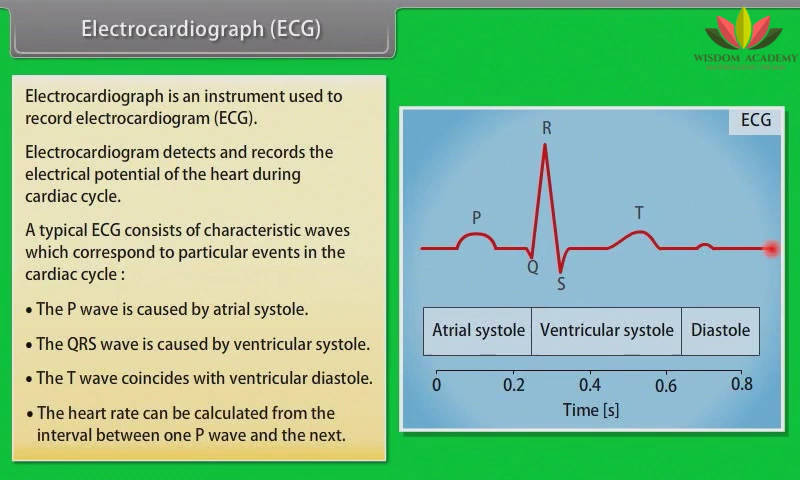 Electrocardiograph (ECG)
WISDOM ACADEMY
Electrocardiograph is an instrument used to
record electrocardiogram (ECG).
Electrocardiogram detects and records the
electrical potential of the heart during
cardiac cycle.
A typical ECG consists of characteristic waves
which correspond to particular events in the
cardiac cycle :
• The P wave is caused by atrial systole.
• The QRS wave is caused by ventricular systole.
• The T wave coincides with ventricular diastole.
• The heart rate can be calculated from the
interval between one P wave and the next.
ECG
R
P
T
Q
S
Atrial systole Ventricular systole Diastole
0 0.2 0.4 0.6 0.8
Time [s]